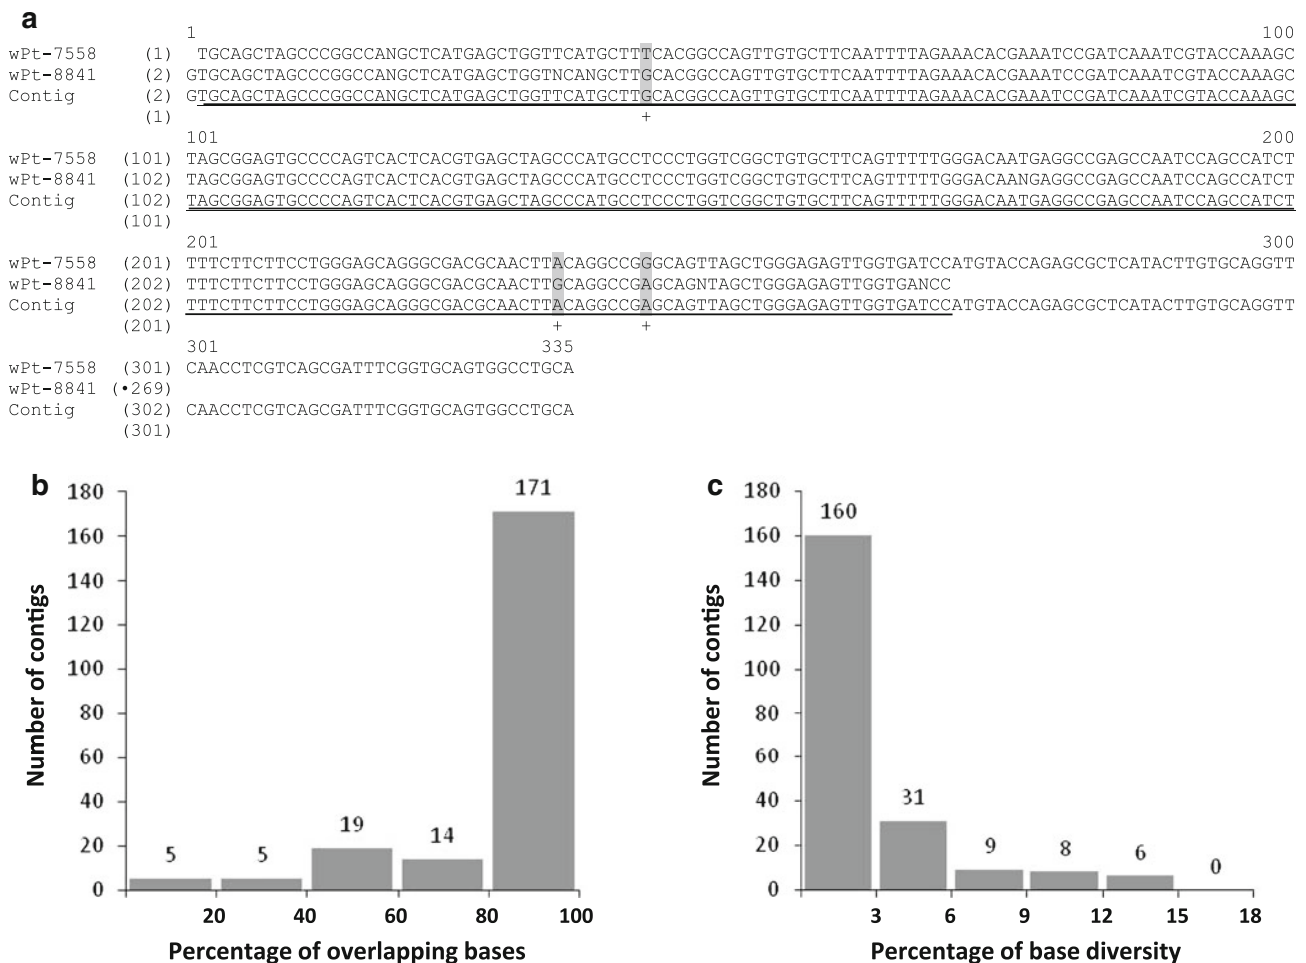 a
1 100
wPt-7558 (1) TGCAGCTAGCCCGGCCANGCTCATGAGCTGGTTCATGCTTTCACGGCCAGTTGTGCTTCAATTTTAGAAACACGAAATCCGATCAAATCGTACCAAAGC
wPt-8841 (2) GTGCAGCTAGCCCGGCCANGCTCATGAGCTGGTNCANGCTTGCACGGCCAGTTGTGCTTCAATTTTAGAAACACGAAATCCGATCAAATCGTACCAAAGC
Contig (2) GTGCAGCTAGCCCGGCCANGCTCATGAGCTGGTTCATGCTTGCACGGCCAGTTGTGCTTCAATTTTAGAAACACGAAATCCGATCAAATCGTACCAAAGC
(1) +
101 200
wPt-7558 (101) TAGCGGAGTGCCCCAGTCACTCACGTGAGCTAGCCCATGCCTCCCTGGTCGGCTGTGCTTCAGTTTTTGGGACAATGAGGCCGAGCCAATCCAGCCATCT
wPt-8841 (102) TAGCGGAGTGCCCCAGTCACTCACGTGAGCTAGCCCATGCCTCCCTGGTCGGCTGTGCTTCAGTTTTTGGGACAANGAGGCCGAGCCAATCCAGCCATCT
Contig (102) TAGCGGAGTGCCCCAGTCACTCACGTGAGCTAGCCCATGCCTCCCTGGTCGGCTGTGCTTCAGTTTTTGGGACAATGAGGCCGAGCCAATCCAGCCATCT
(101)
201 300
wPt-7558 (201) TTTCTTCTTCCTGGGAGCAGGGCGACGCAACTTACAGGCCGGGCAGTTAGCTGGGAGAGTTGGTGATCCATGTACCAGAGCGCTCATACTTGTGCAGGTT
wPt-8841 (202) TTTCTTCTTCCTGGGAGCAGGGCGACGCAACTTGCAGGCCGAGCAGNTAGCTGGGAGAGTTGGTGANCC
Contig (202) TTTCTTCTTCCTGGGAGCAGGGCGACGCAACTTACAGGCCGAGCAGTTAGCTGGGAGAGTTGGTGATCCATGTACCAGAGCGCTCATACTTGTGCAGGTT
(201) + +
301 335
wPt-7558 (301) CAACCTCGTCAGCGATTTCGGTGCAGTGGCCTGCA
wPt-8841 (•269)
Contig (302) CAACCTCGTCAGCGATTTCGGTGCAGTGGCCTGCA
(301)
b
180
160
140
120
100
80
60
40
20
0
Number of contigs
5 5 19 14 171
20 40 60 80 100
Percentage of overlapping bases
c
180
160
140
120
100
80
60
40
20
0
Number of contigs
160 31 9 8 6 0
3 6 9 12 15 18
Percentage of base diversity